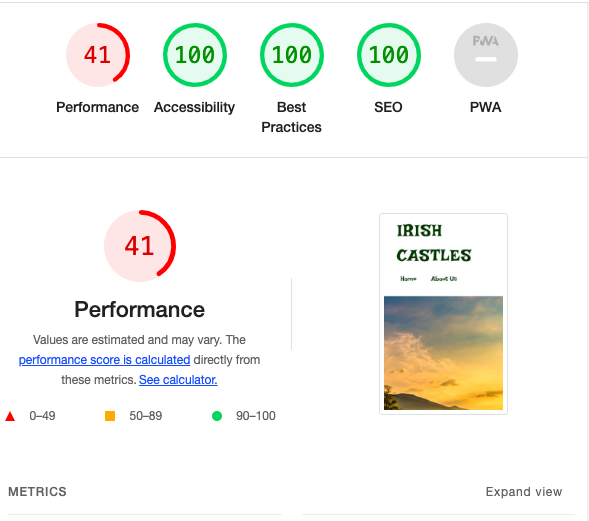 41
100
100
100
PWA
Performance
Accessibility
Best
Practices
SEO
PWA
41
Performance
Values are estimated and may vary. The
performance score is calculated directly from
these metrics. See calculator.
0–49
50–89
90–100
IRISH
CASTLES
Home About Us
METRICS
Expand view